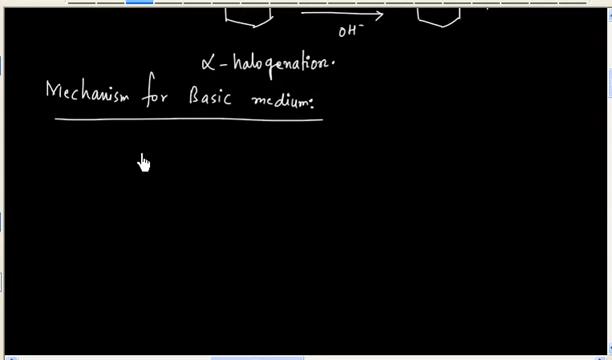 OH⁻
α-halogenation.
Mechanism for Basic medium: